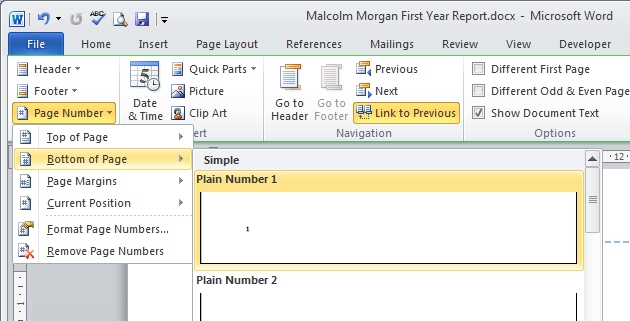 Malcolm Morgan First Year Report.docx - Microsoft Word
File Home Insert Page Layout References Mailings Review View Developer
Header Quick Parts Previous Different First Page
Footer Picture Next Different Odd & Even Page
Page Number Date & Time Clip Art Go to Header Go to Footer Link to Previous Show Document Text
ert Navigation Options
Top of Page
Bottom of Page
Page Margins
Current Position
Format Page Numbers...
Remove Page Numbers
Simple
Plain Number 1
1
Plain Number 2
12